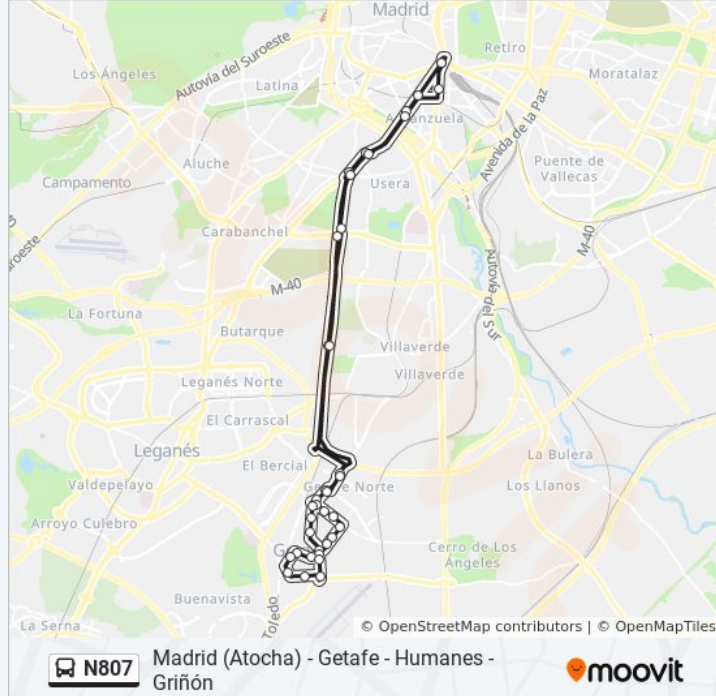 Madrid
Retiro
Los Ángeles
Autovía del Suroeste
Moratalaz
Latina
Avenida de la Paz
Aluche
Puente de
Vallecas
Campamento
Usera
Carabanchel
M-40
M-40
Autovía del Sur
La Fortuna
Butarque
Villaverde
Leganés Norte
Villaverde
El Carrascal
Leganés
El Bercial
La Bulera
Valdepelayo
Los Llanos
Arroyo Culebro
Cerro de Los
Ángeles
Buenavista
Toledo
La Serna
© OpenStreetMap contributors | © OpenMapTiles
N807 Madrid (Atocha) - Getafe - Humanes -
Griñón
moovit